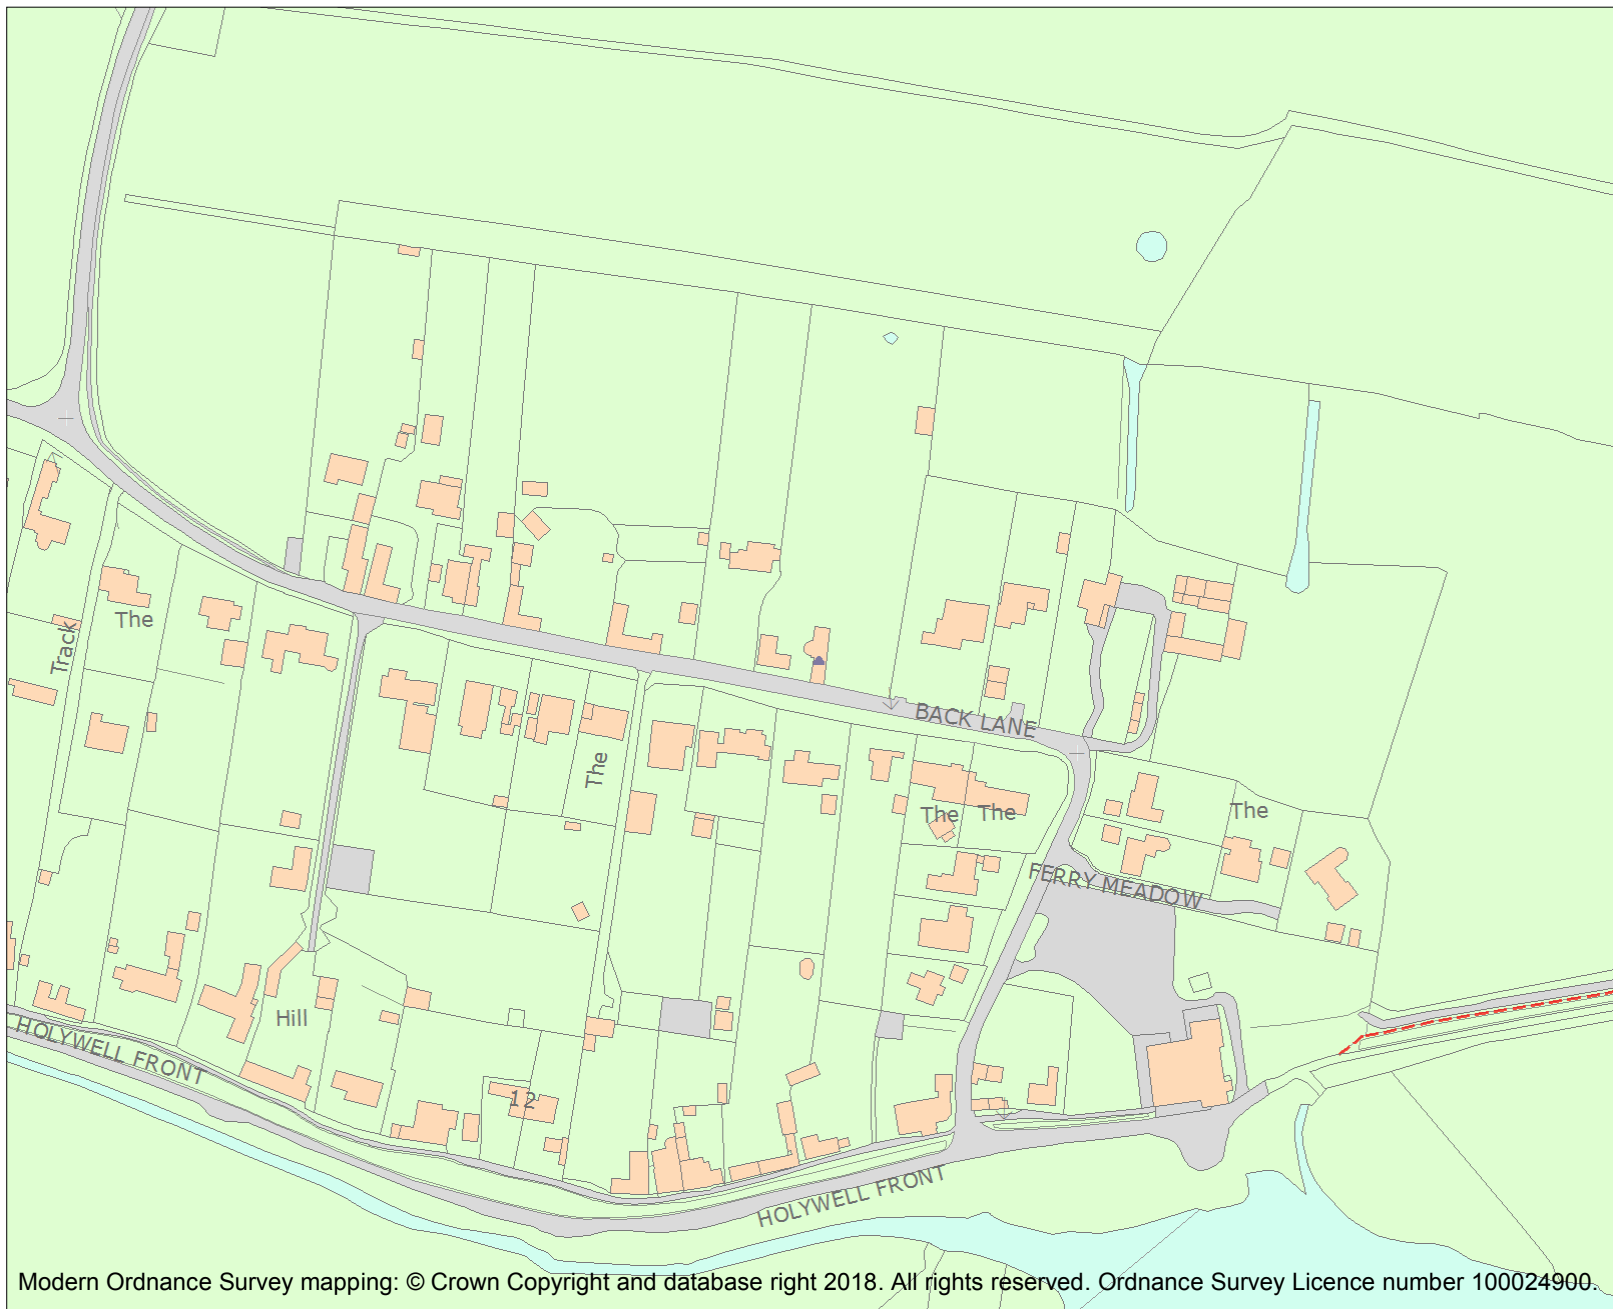 The
Track
BACK LANE
The
The
The
The
FERRY MEADOW
Hill
HOLYWELL FRONT
12
HOLYWELL FRONT
Modern Ordnance Survey mapping: © Crown Copyright and database right 2018. All rights reserved. Ordnance Survey Licence number 100024900.